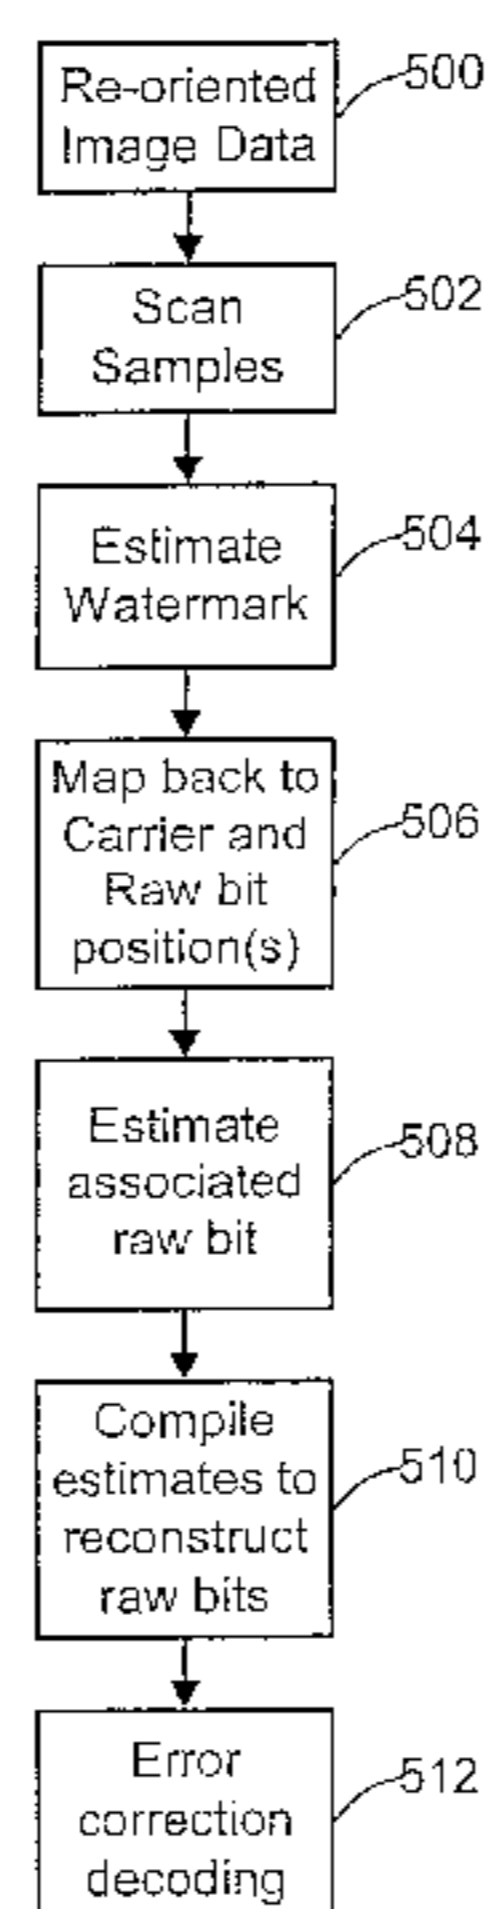 Re-oriented
Image Data
500
Scan
Samples
502
Estimate
Watermark
504
Map back to
Carrier and
Raw bit
position(s)
506
Estimate
associated
raw bit
508
Compile
estimates to
reconstruct
raw bits
510
Error
correction
decoding
512